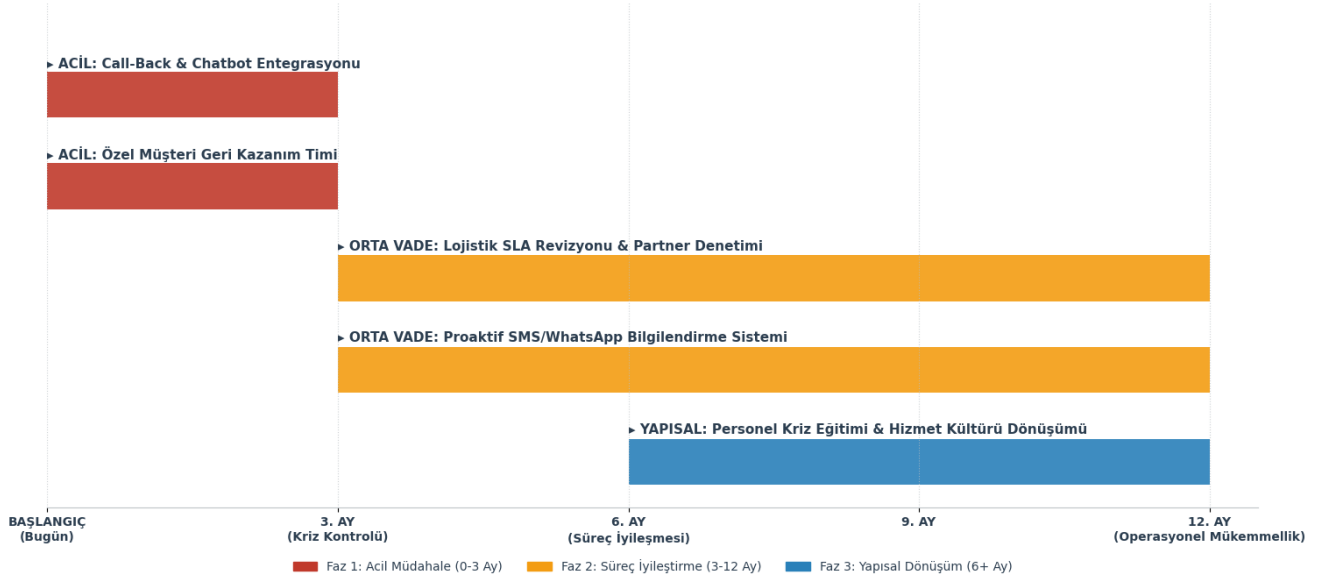 ▸ ACİL: Call-Back & Chatbot Entegrasyonu
▸ ACİL: Özel Müşteri Geri Kazanım Timi
▸ ORTA VADE: Lojistik SLA Revizyonu & Partner Denetimi
▸ ORTA VADE: Proaktif SMS/WhatsApp Bilgilendirme Sistemi
▸ YAPISAL: Personel Kriz Eğitimi & Hizmet Kültürü Dönüşümü
BAŞLANGIÇ
(Bugün)
3. AY
(Kriz Kontrolü)
6. AY
(Süreç İyileşmesi)
9. AY
12. AY
(Operasyonel Mükemmellik)
Faz 1: Acil Müdahale (0-3 Ay)
Faz 2: Süreç İyileştirme (3-12 Ay)
Faz 3: Yapısal Dönüşüm (6+ Ay)